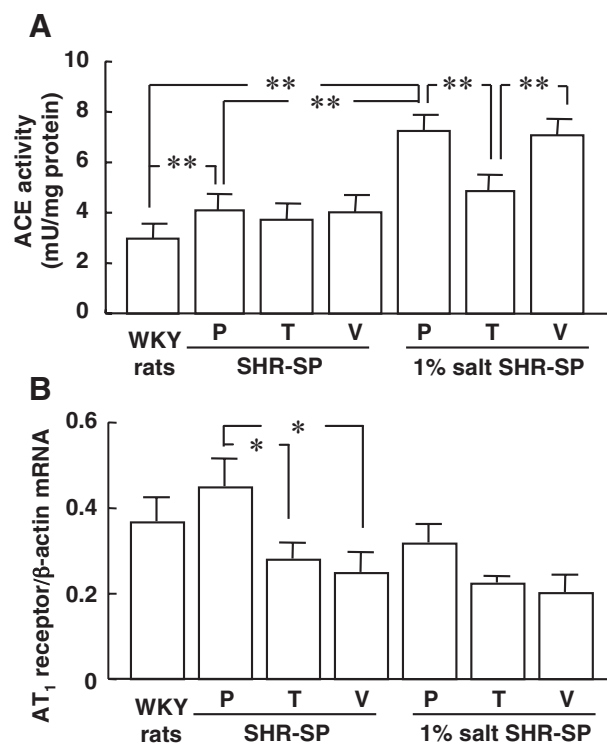 A
ACE activity
(mU/mg protein)
10
8
6
4
2
0
**
**
**
**
**
WKY
rats
P T V
SHR-SP
P T V
1% salt SHR-SP
B
AT1 receptor/β-actin mRNA
0.6
0.4
0.2
0
*
*
WKY
rats
P T V
SHR-SP
P T V
1% salt SHR-SP